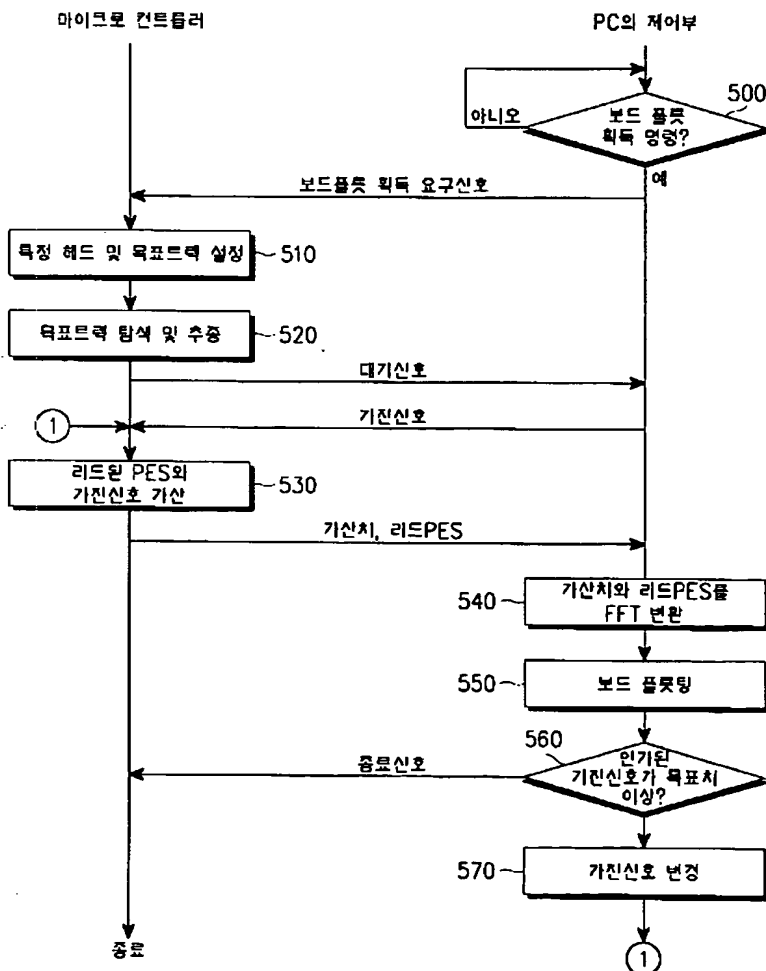 마이크로 컨트롤러
PC의 제어부
500
보드 플롯
획득 명령?
아니오
예
보드플롯 획득 요구신호
특정 헤드 및 목표트랙 설정
510
목표트랙 탐색 및 추종
520
대기신호
1
기진신호
리드된 PES와
가진신호 가산
530
가산치, 리드PES
540
가산치와 리드PES를
FFT 변환
550
보드 플롯팅
560
인가된
기진신호가 목표치
이상?
종료신호
570
가진신호 변경
종료
1